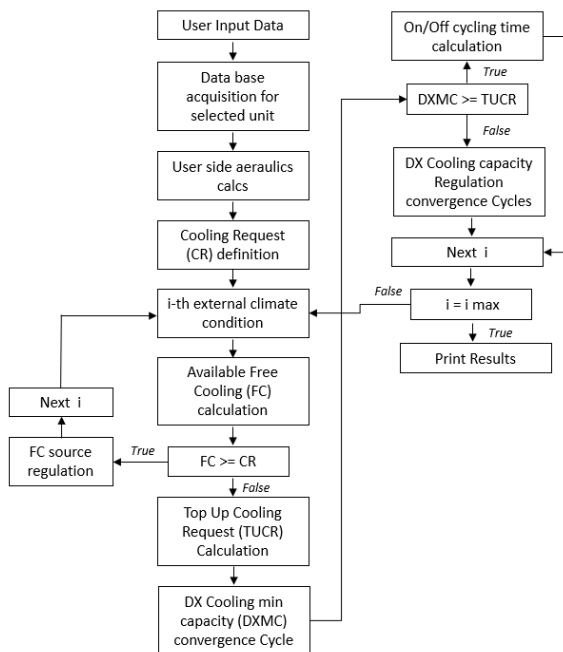 User Input Data
Data base
acquisition for
selected unit
User side aeraulics
calcs
Cooling Request
(CR) definition
i-th external climate
condition
Available Free
Cooling (FC)
calculation
FC >= CR
True
FC source
regulation
Next i
False
Top Up Cooling
Request (TUCR)
Calculation
DX Cooling min
capacity (DXMC)
convergence Cycle
On/Off cycling time
calculation
True
DXMC >= TUCR
False
DX Cooling capacity
Regulation
convergence Cycles
Next i
False
i = i max
True
Print Results